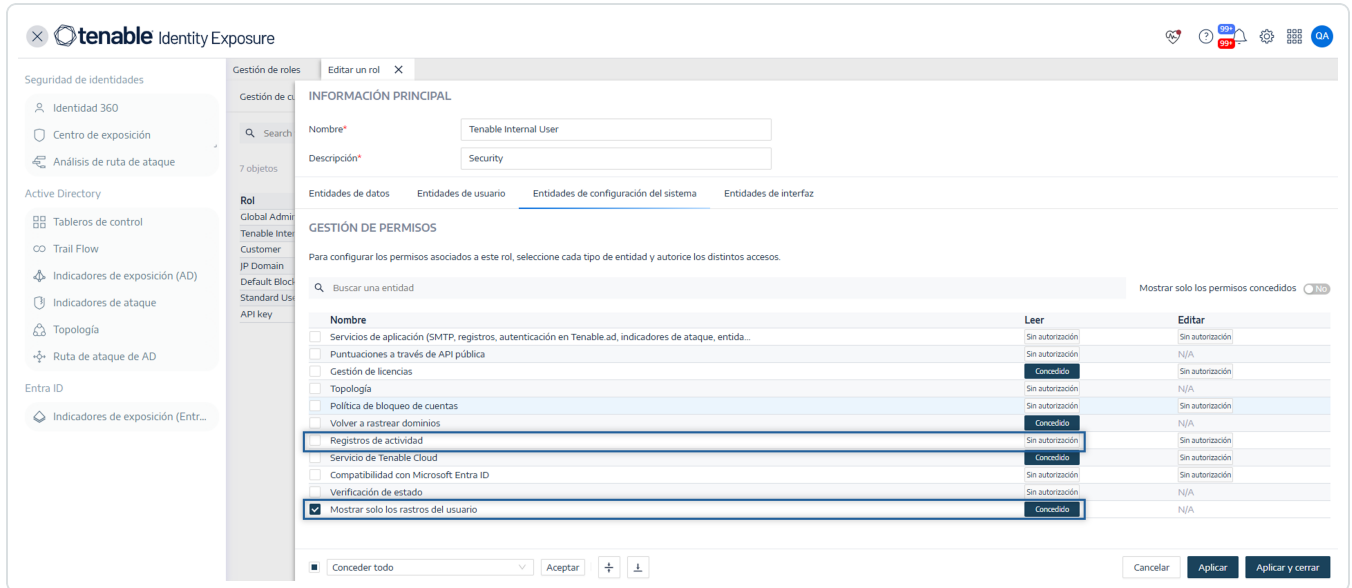 tenable Identity Exposure
99+
99+
QA
Seguridad de identidades
Identidad 360
Centro de exposición
Análisis de ruta de ataque
Active Directory
Tableros de control
Trail Flow
Indicadores de exposición (AD)
Indicadores de ataque
Topología
Ruta de ataque de AD
Entra ID
Indicadores de exposición (Entr...
Gestión de roles Editar un rol
Gestión de cu
Search
7 objetos
Rol
Global Admir
Tenable Inter
Customer
JP Domain
Default Block
Standard Use
API key
INFORMACIÓN PRINCIPAL
Nombre* Tenable Internal User
Descripción* Security
Entidades de datos Entidades de usuario Entidades de configuración del sistema Entidades de interfaz
GESTIÓN DE PERMISOS
Para configurar los permisos asociados a este rol, seleccione cada tipo de entidad y autorice los distintos accesos.
Buscar una entidad Mostrar solo los permisos concedidos No
Nombre Leer Editar
Servicios de aplicación (SMTP, registros, autenticación en Tenable.ad, indicadores de ataque, entida... Sin autorización Sin autorización
Puntuaciones a través de API pública Sin autorización N/A
Gestión de licencias Concedido Sin autorización
Topología Sin autorización N/A
Política de bloqueo de cuentas Sin autorización Sin autorización
Volver a rastrear dominios Concedido N/A
Registros de actividad Sin autorización Sin autorización
Servicio de Tenable Cloud Concedido Sin autorización
Compatibilidad con Microsoft Entra ID Sin autorización Sin autorización
Verificación de estado Sin autorización N/A
Mostrar solo los rastros del usuario Concedido N/A
Conceder todo Aceptar Cancelar Aplicar Aplicar y cerrar